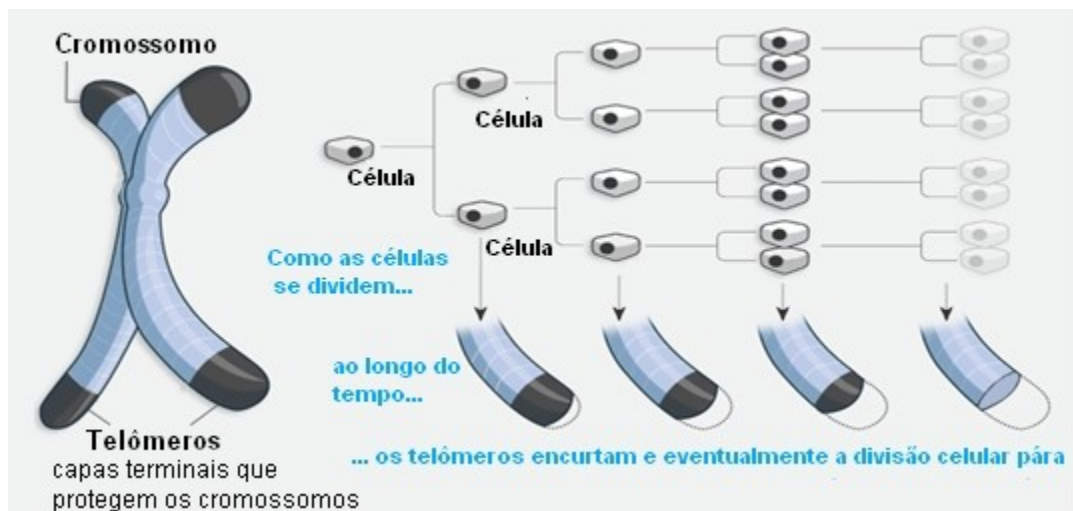 Cromossomo
Célula
Célula
Célula
Como as células
se dividem...
ao longo do
tempo...
Telômeros
capas terminais que
protegem os cromossomos
... os telômeros encurtam e eventualmente a divisão celular pára